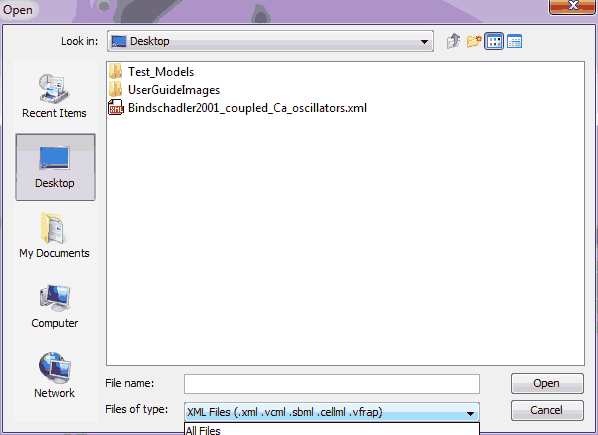 Open
Look in: Desktop
Recent Items
Desktop
My Documents
Computer
Network
Test_Models
UserGuideImages
XML Bindschadler2001_coupled_Ca_oscillators.xml
File name:
Open
Files of type: XML Files (.xml .vcml .sbml .cellml .vfrap)
Cancel
All Files